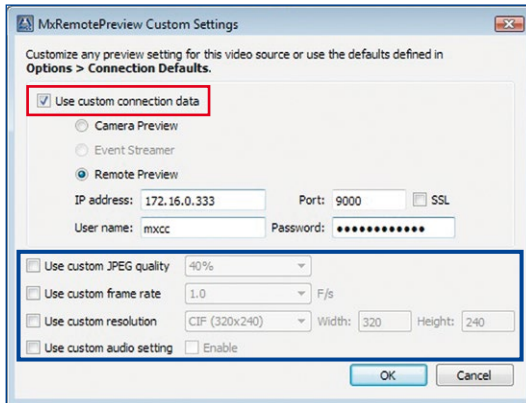 MxRemotePreview Custom Settings
Customize any preview setting for this video source or use the defaults defined in
Options > Connection Defaults.
Use custom connection data
Camera Preview
Event Streamer
Remote Preview
IP address: 172.16.0.333 Port: 9000 SSL
User name: mxcc Password: ●●●●●●●●●●●●
Use custom JPEG quality 40%
Use custom frame rate 1.0 F/s
Use custom resolution CIF (320x240) Width: 320 Height: 240
Use custom audio setting Enable
OK Cancel